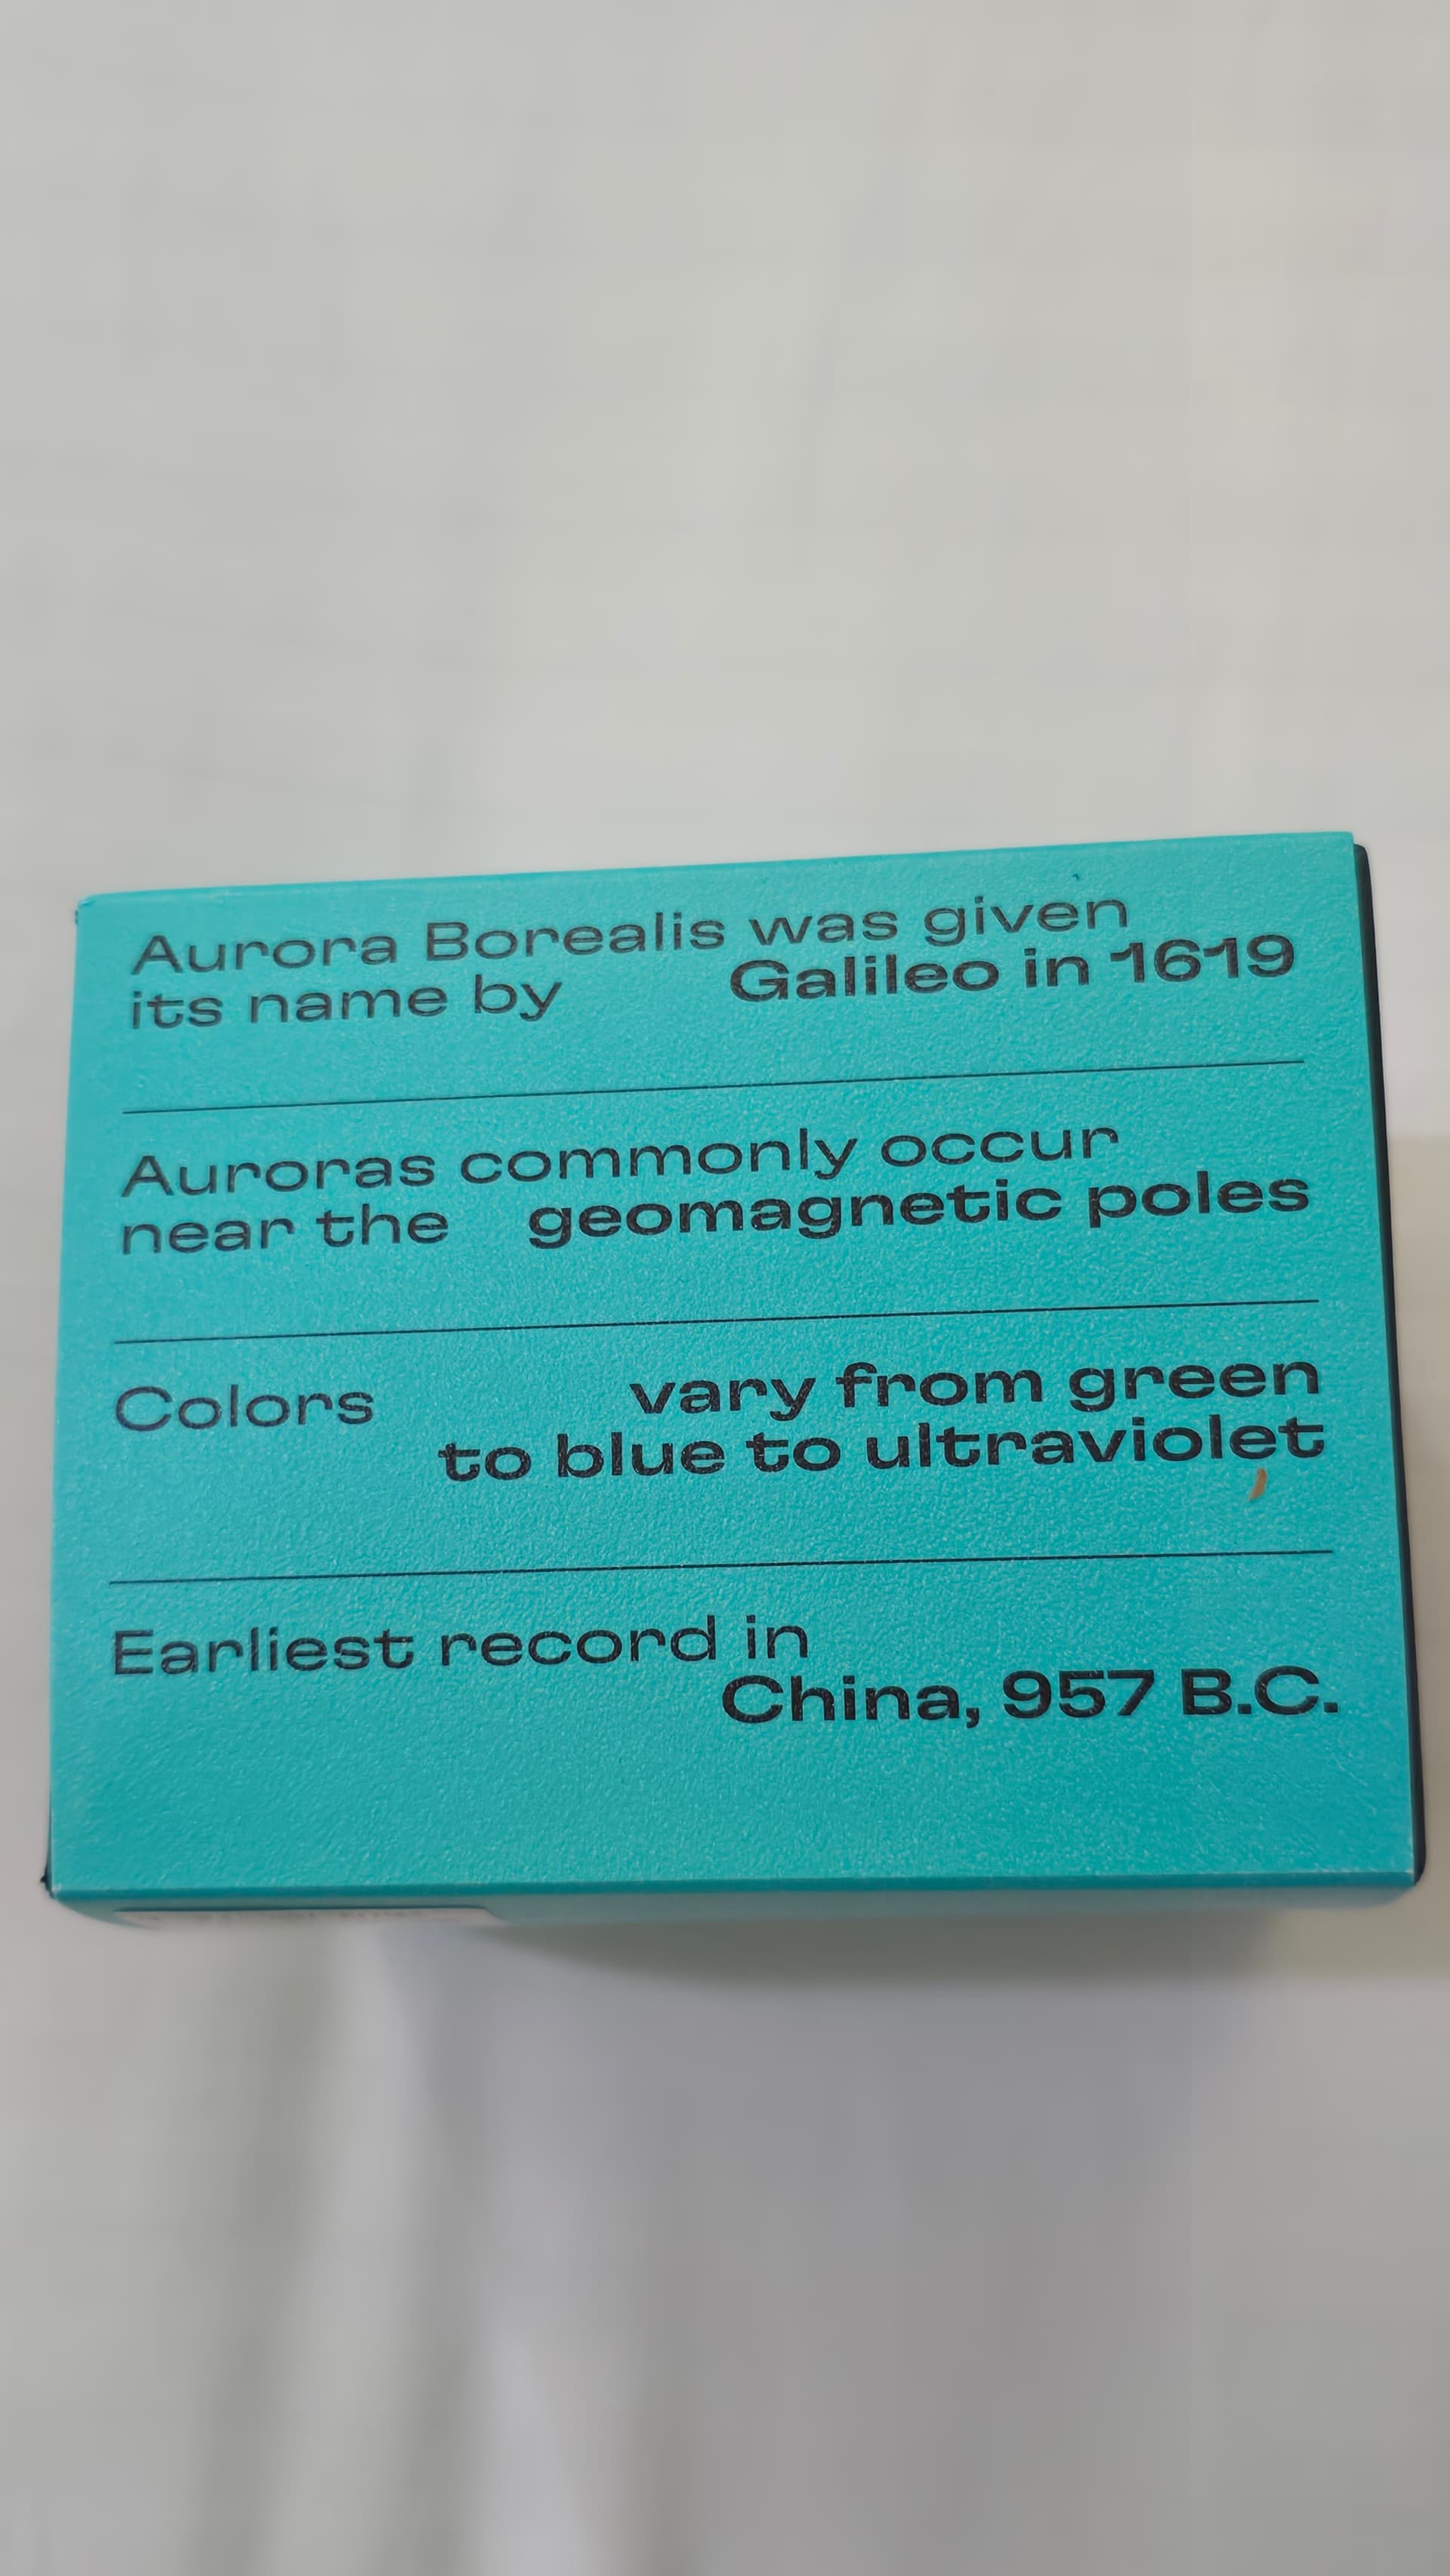 Aurora Borealis was given
its name by Galileo in 1619
Auroras commonly occur
near the geomagnetic poles
Colors vary from green
to blue to ultraviolet
Earliest record in
China, 957 B.C.